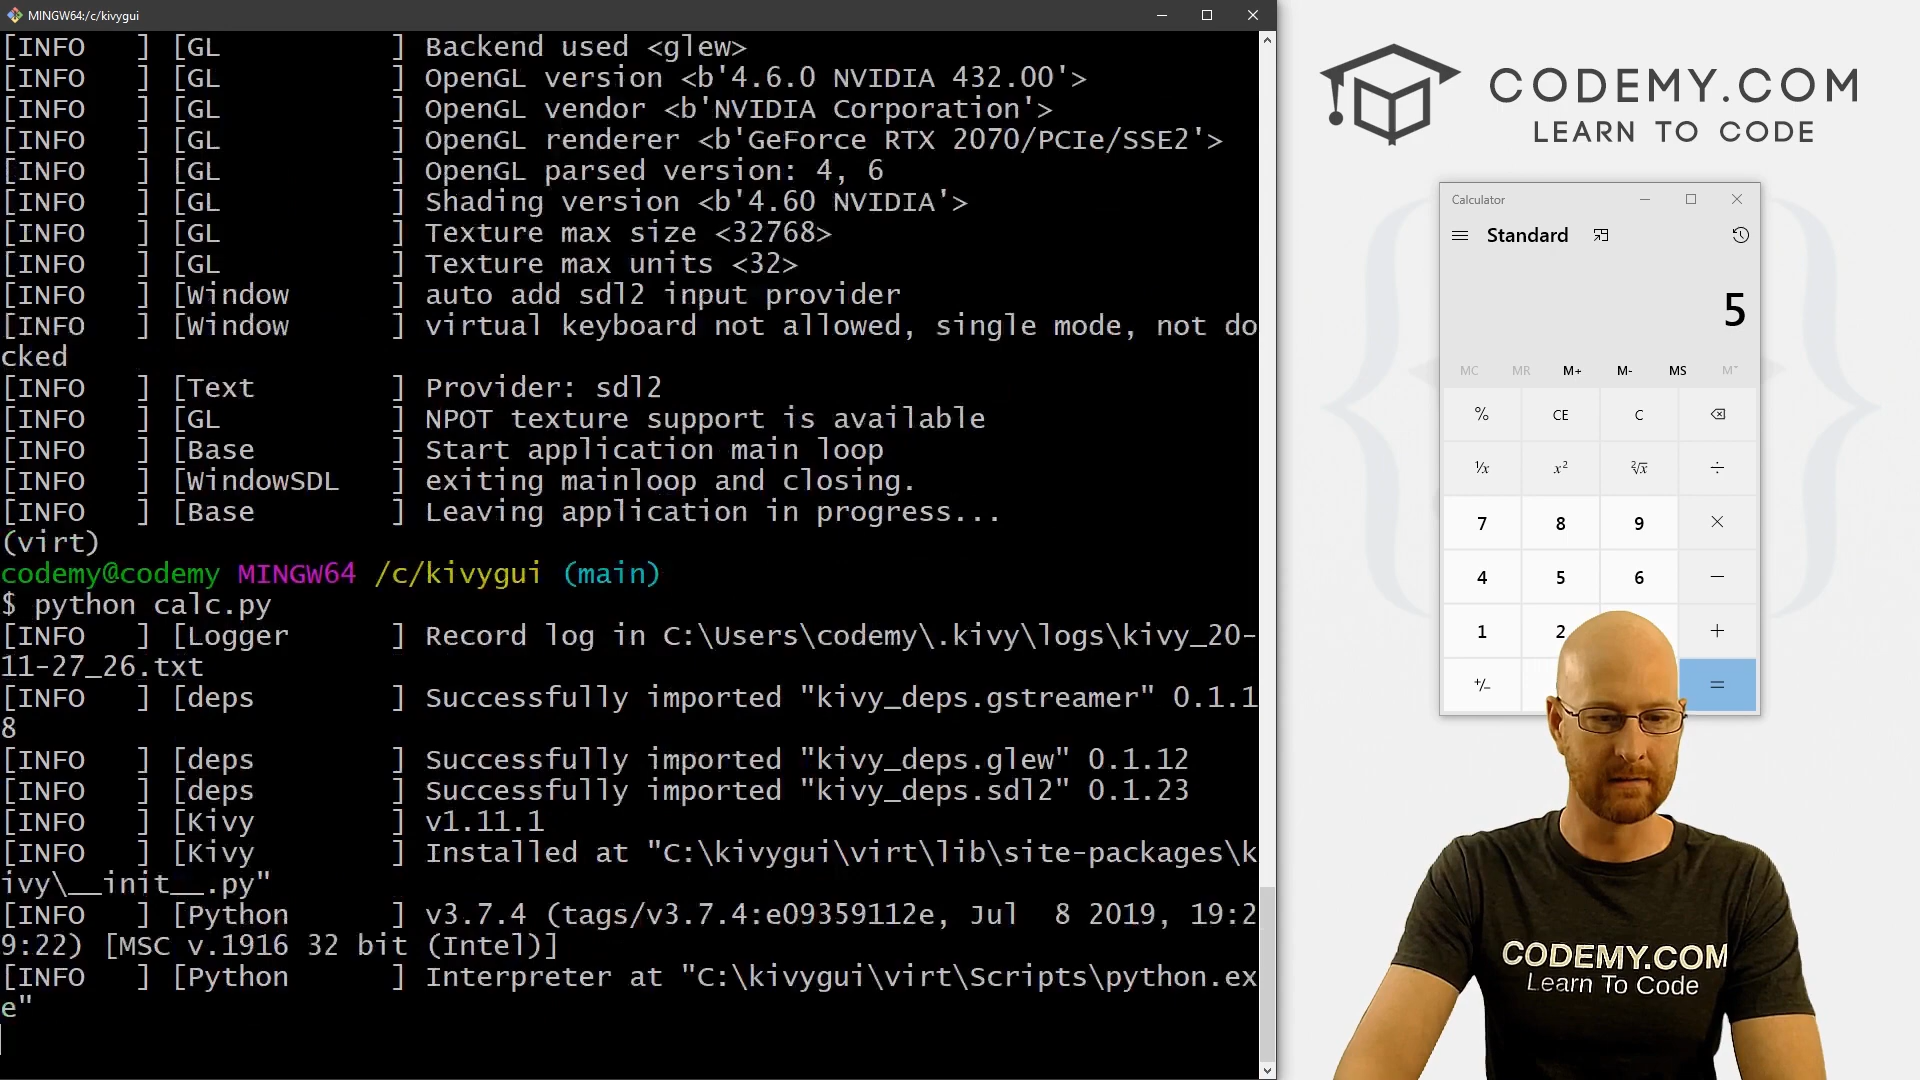 MINGW64:/c/kivygui
[INFO   ] [GL          ] Backend used <glew>
[INFO   ] [GL          ] OpenGL version <b'4.6.0 NVIDIA 432.00'>
[INFO   ] [GL          ] OpenGL vendor <b'NVIDIA Corporation'>
[INFO   ] [GL          ] OpenGL renderer <b'GeForce RTX 2070/PCIe/SSE2'>
[INFO   ] [GL          ] OpenGL parsed version: 4, 6
[INFO   ] [GL          ] Shading version <b'4.60 NVIDIA'>
[INFO   ] [GL          ] Texture max size <32768>
[INFO   ] [GL          ] Texture max units <32>
[INFO   ] [Window      ] auto add sdl2 input provider
[INFO   ] [Window      ] virtual keyboard not allowed, single mode, not do
cked
[INFO   ] [Text        ] Provider: sdl2
[INFO   ] [GL          ] NPOT texture support is available
[INFO   ] [Base        ] Start application main loop
[INFO   ] [WindowSDL   ] exiting mainloop and closing.
[INFO   ] [Base        ] Leaving application in progress...
(virt)
codemy@codemy MINGW64 /c/kivygui (main)
$ python calc.py
[INFO   ] [Logger      ] Record log in C:\Users\codemy\.kivy\logs\kivy_20-
11-27_26.txt
[INFO   ] [deps        ] Successfully imported "kivy_deps.gstreamer" 0.1.1
8
[INFO   ] [deps        ] Successfully imported "kivy_deps.glew" 0.1.12
[INFO   ] [deps        ] Successfully imported "kivy_deps.sdl2" 0.1.23
[INFO   ] [Kivy        ] v1.11.1
[INFO   ] [Kivy        ] Installed at "C:\kivygui\virt\lib\site-packages\k
ivy\__init__.py"
[INFO   ] [Python      ] v3.7.4 (tags/v3.7.4:e09359112e, Jul  8 2019, 19:2
9:22) [MSC v.1916 32 bit (Intel)]
[INFO   ] [Python      ] Interpreter at "C:\kivygui\virt\Scripts\python.ex
e"
CODEMY.COM
LEARN TO CODE
Calculator
Standard
5
MC MR M+ M- MS M˅
% CE C
⅟x x² ²√x ÷
7 8 9 ×
4 5 6 −
1 2 +
+/− =
CODEMY.COM
Learn To Code